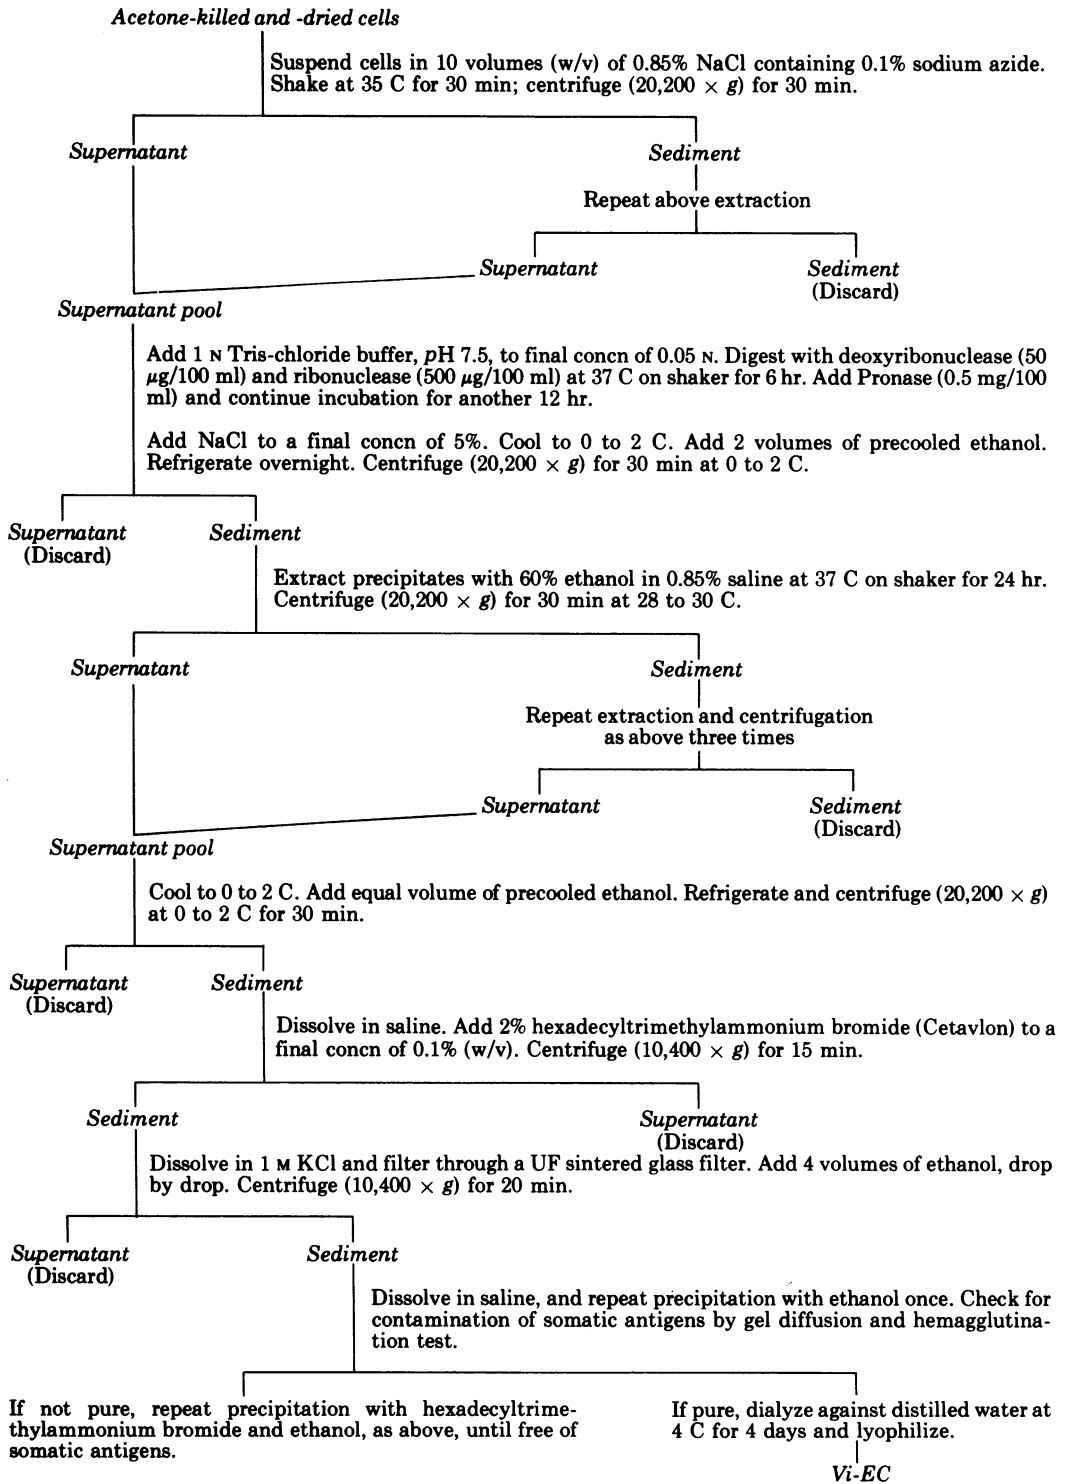 Acetone-killed and -dried cells
Suspend cells in 10 volumes (w/v) of 0.85% NaCl containing 0.1% sodium azide.
Shake at 35 C for 30 min; centrifuge (20,200 × g) for 30 min.
Supernatant
Sediment
Repeat above extraction
Supernatant
Sediment
(Discard)
Supernatant pool
Add 1 N Tris-chloride buffer, pH 7.5, to final concn of 0.05 N. Digest with deoxyribonuclease (50
μg/100 ml) and ribonuclease (500 μg/100 ml) at 37 C on shaker for 6 hr. Add Pronase (0.5 mg/100
ml) and continue incubation for another 12 hr.
Add NaCl to a final concn of 5%. Cool to 0 to 2 C. Add 2 volumes of precooled ethanol.
Refrigerate overnight. Centrifuge (20,200 × g) for 30 min at 0 to 2 C.
Supernatant
(Discard)
Sediment
Extract precipitates with 60% ethanol in 0.85% saline at 37 C on shaker for 24 hr.
Centrifuge (20,200 × g) for 30 min at 28 to 30 C.
Supernatant
Sediment
Repeat extraction and centrifugation
as above three times
Supernatant
Sediment
(Discard)
Supernatant pool
Cool to 0 to 2 C. Add equal volume of precooled ethanol. Refrigerate and centrifuge (20,200 × g)
at 0 to 2 C for 30 min.
Supernatant
(Discard)
Sediment
Dissolve in saline. Add 2% hexadecyltrimethylammonium bromide (Cetavlon) to a
final concn of 0.1% (w/v). Centrifuge (10,400 × g) for 15 min.
Sediment
Supernatant
(Discard)
Dissolve in 1 M KCl and filter through a UF sintered glass filter. Add 4 volumes of ethanol, drop
by drop. Centrifuge (10,400 × g) for 20 min.
Supernatant
(Discard)
Sediment
Dissolve in saline, and repeat precipitation with ethanol once. Check for
contamination of somatic antigens by gel diffusion and hemagglutina-
tion test.
If not pure, repeat precipitation with hexadecyltrime-
thylammonium bromide and ethanol, as above, until free of
somatic antigens.
If pure, dialyze against distilled water at
4 C for 4 days and lyophilize.
Vi-EC